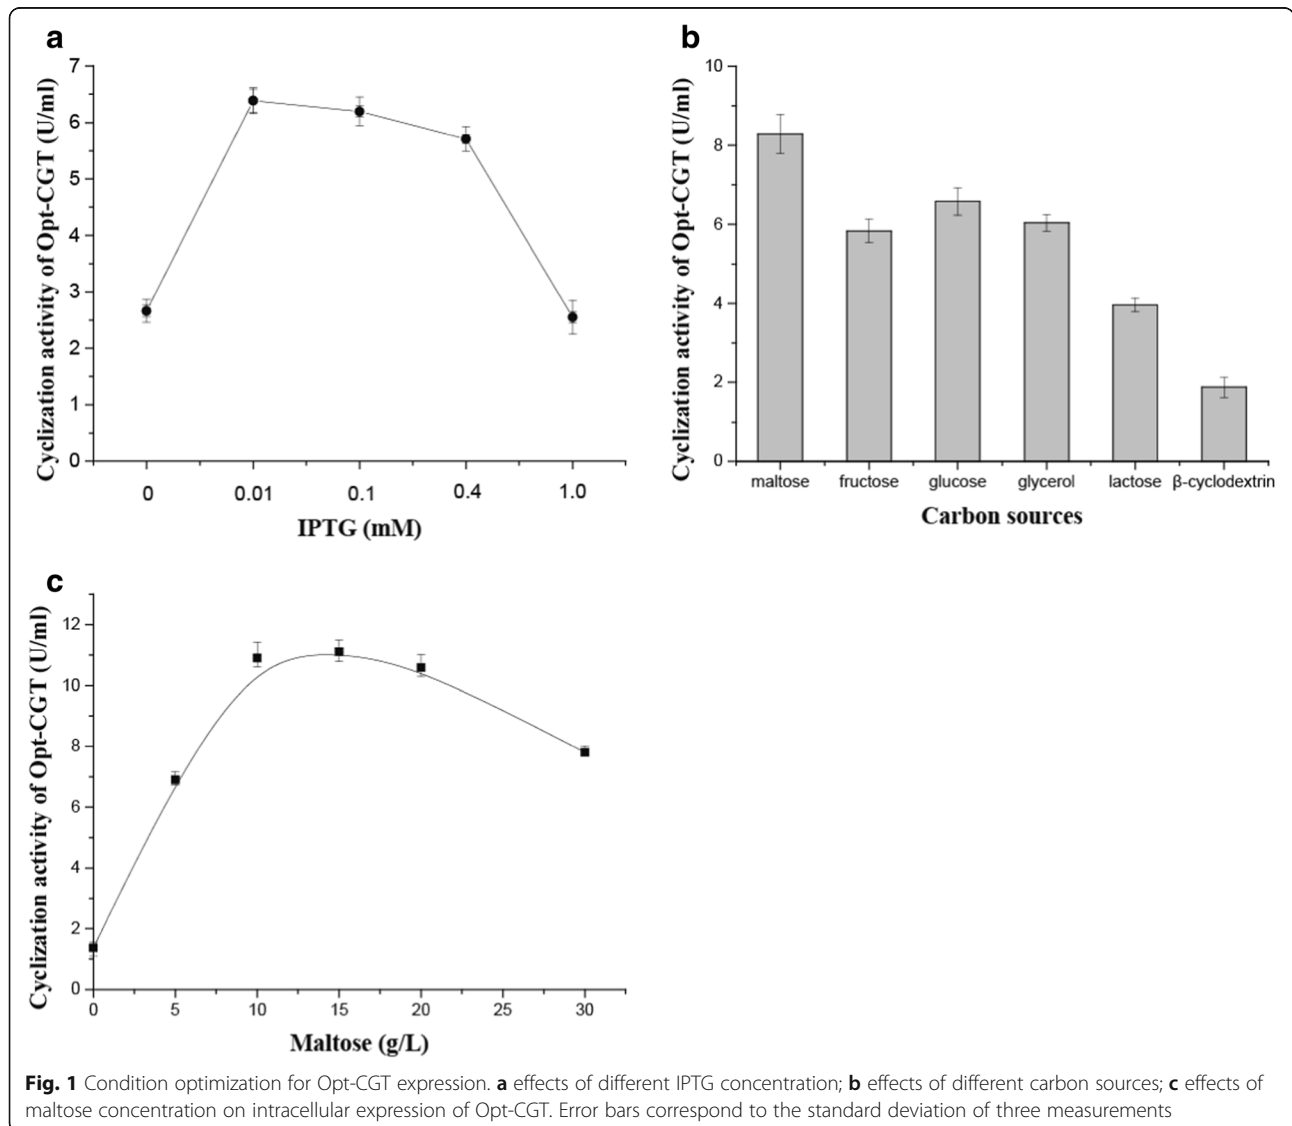 a
7
6
5
4
3
2
1
0
Cyclization activity of Opt-CGT (U/ml)
0 0.01 0.1 0.4 1.0
IPTG (mM)
b
10
8
6
4
2
0
Cyclization activity of Opt-CGT (U/ml)
maltose fructose glucose glycerol lactose β-cyclodextrin
Carbon sources
c
12
10
8
6
4
2
0
Cyclization activity of Opt-CGT (U/ml)
0 5 10 15 20 25 30
Maltose (g/L)
Fig. 1 Condition optimization for Opt-CGT expression. a effects of different IPTG concentration; b effects of different carbon sources; c effects of
maltose concentration on intracellular expression of Opt-CGT. Error bars correspond to the standard deviation of three measurements